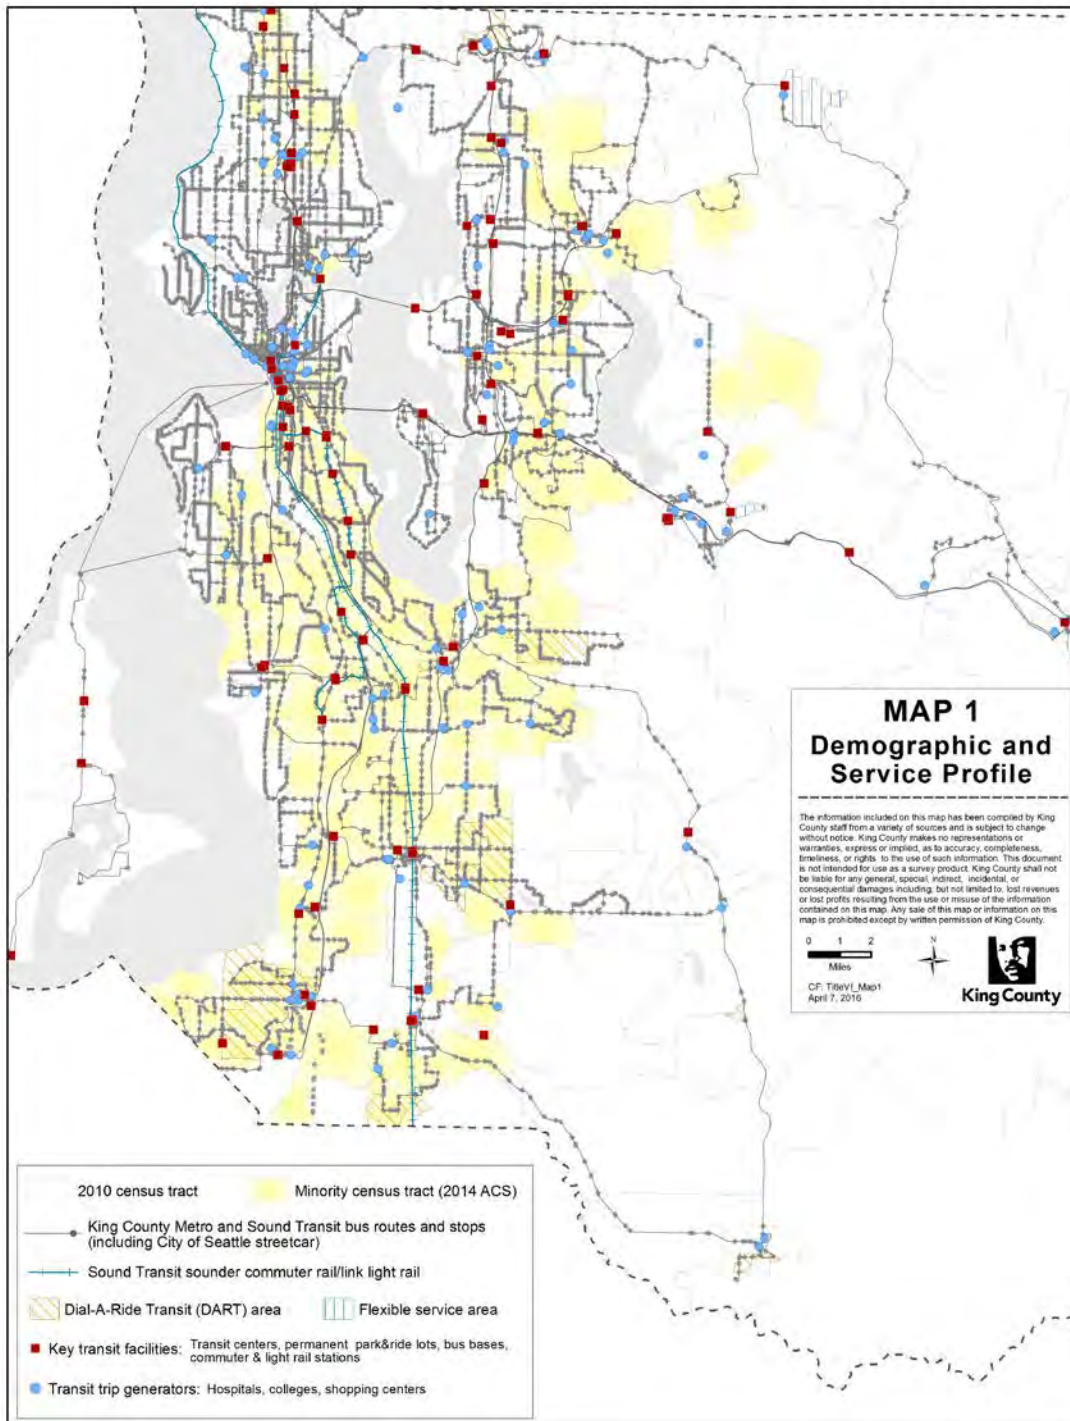 MAP 1
Demographic and
Service Profile
The information included on this map has been compiled by King
County staff from a variety of sources and is subject to change
without notice. King County makes no representations or
warranties, express or implied, as to accuracy, completeness,
timeliness, or rights to the use of such information. This document
is not intended for use as a survey product. King County shall not
be liable for any general, special, indirect, incidental, or
consequential damages including, but not limited to, lost revenues
or lost profits resulting from the use or misuse of the information
contained on this map. Any sale of this map or information on this
map is prohibited except by written permission of King County.
0 1 2
Miles
N
CF: TitleVI_Map1
April 7, 2016
King County
2010 census tract
Minority census tract (2014 ACS)
King County Metro and Sound Transit bus routes and stops
(including City of Seattle streetcar)
Sound Transit sounder commuter rail/link light rail
Dial-A-Ride Transit (DART) area
Flexible service area
Key transit facilities: Transit centers, permanent park&ride lots, bus bases,
commuter & light rail stations
Transit trip generators: Hospitals, colleges, shopping centers